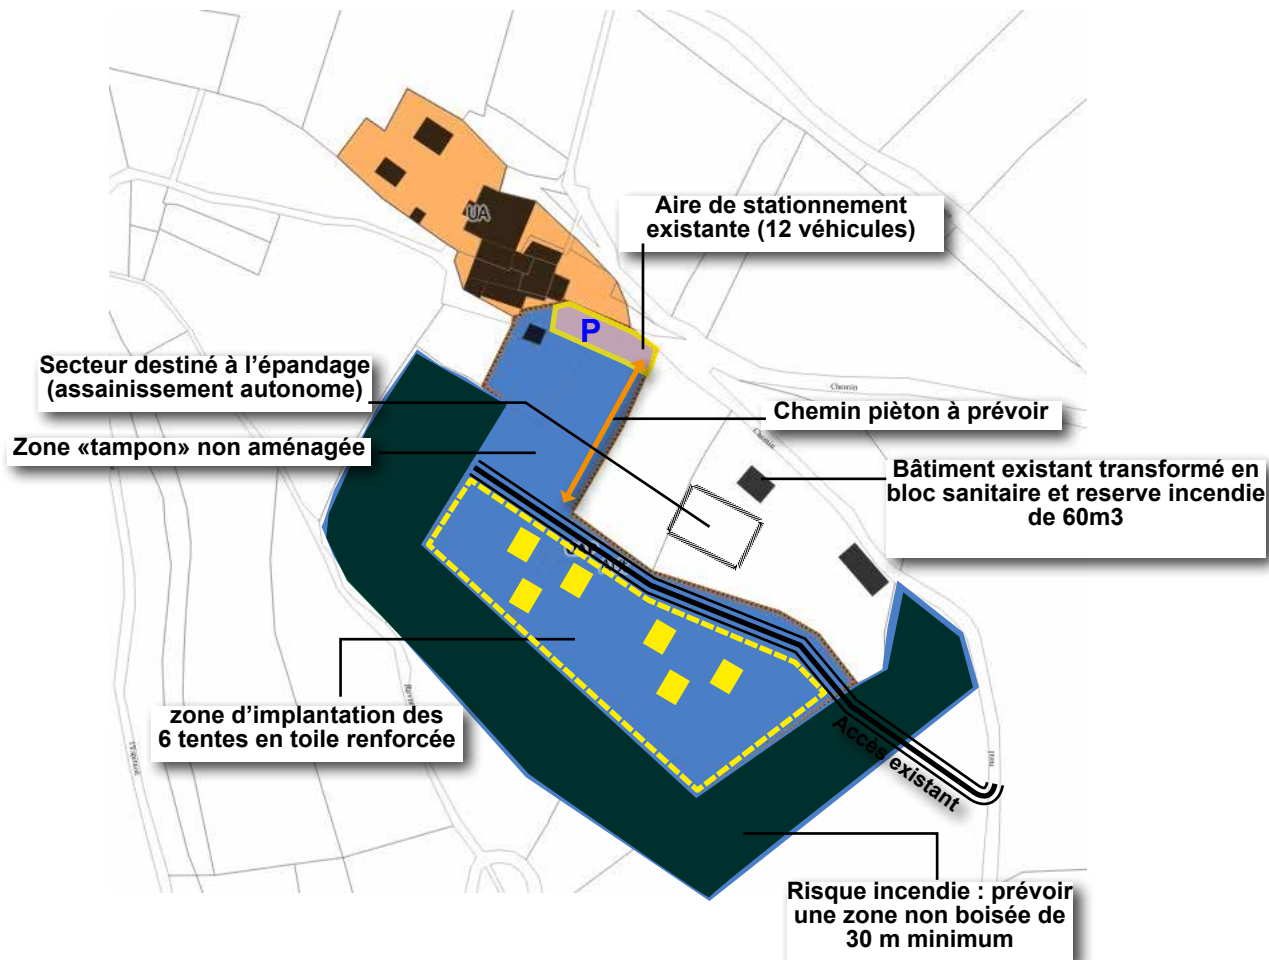 UA
Aire de stationnement
existante (12 véhicules)
P
Secteur destiné à l'épandage
(assainissement autonome)
Chemin
Chemin pièton à prévoir
Zone «tampon» non aménagée
Chemin
Bâtiment existant transformé en
bloc sanitaire et reserve incendie
de 60m3
zone d'implantation des
6 tentes en toile renforcée
Accès existant
Risque incendie : prévoir
une zone non boisée de
30 m minimum